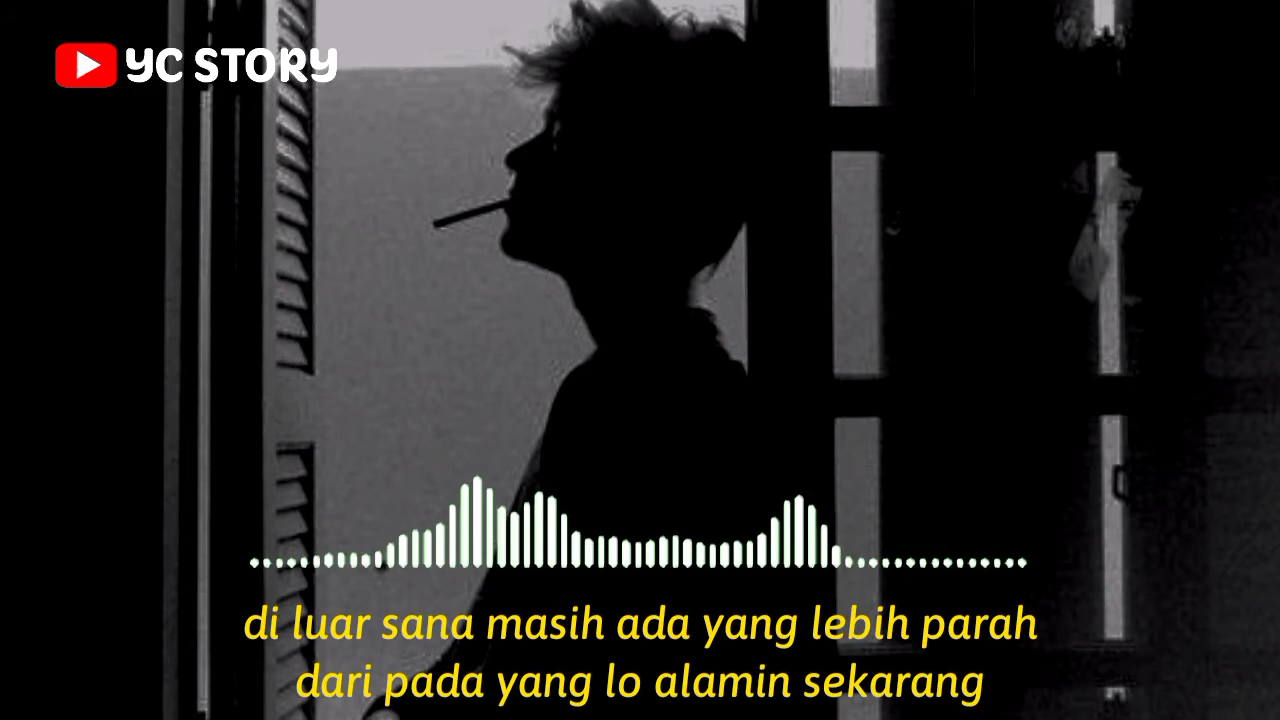 YC STORY
di luar sana masih ada yang lebih parah
dari pada yang lo alamin sekarang